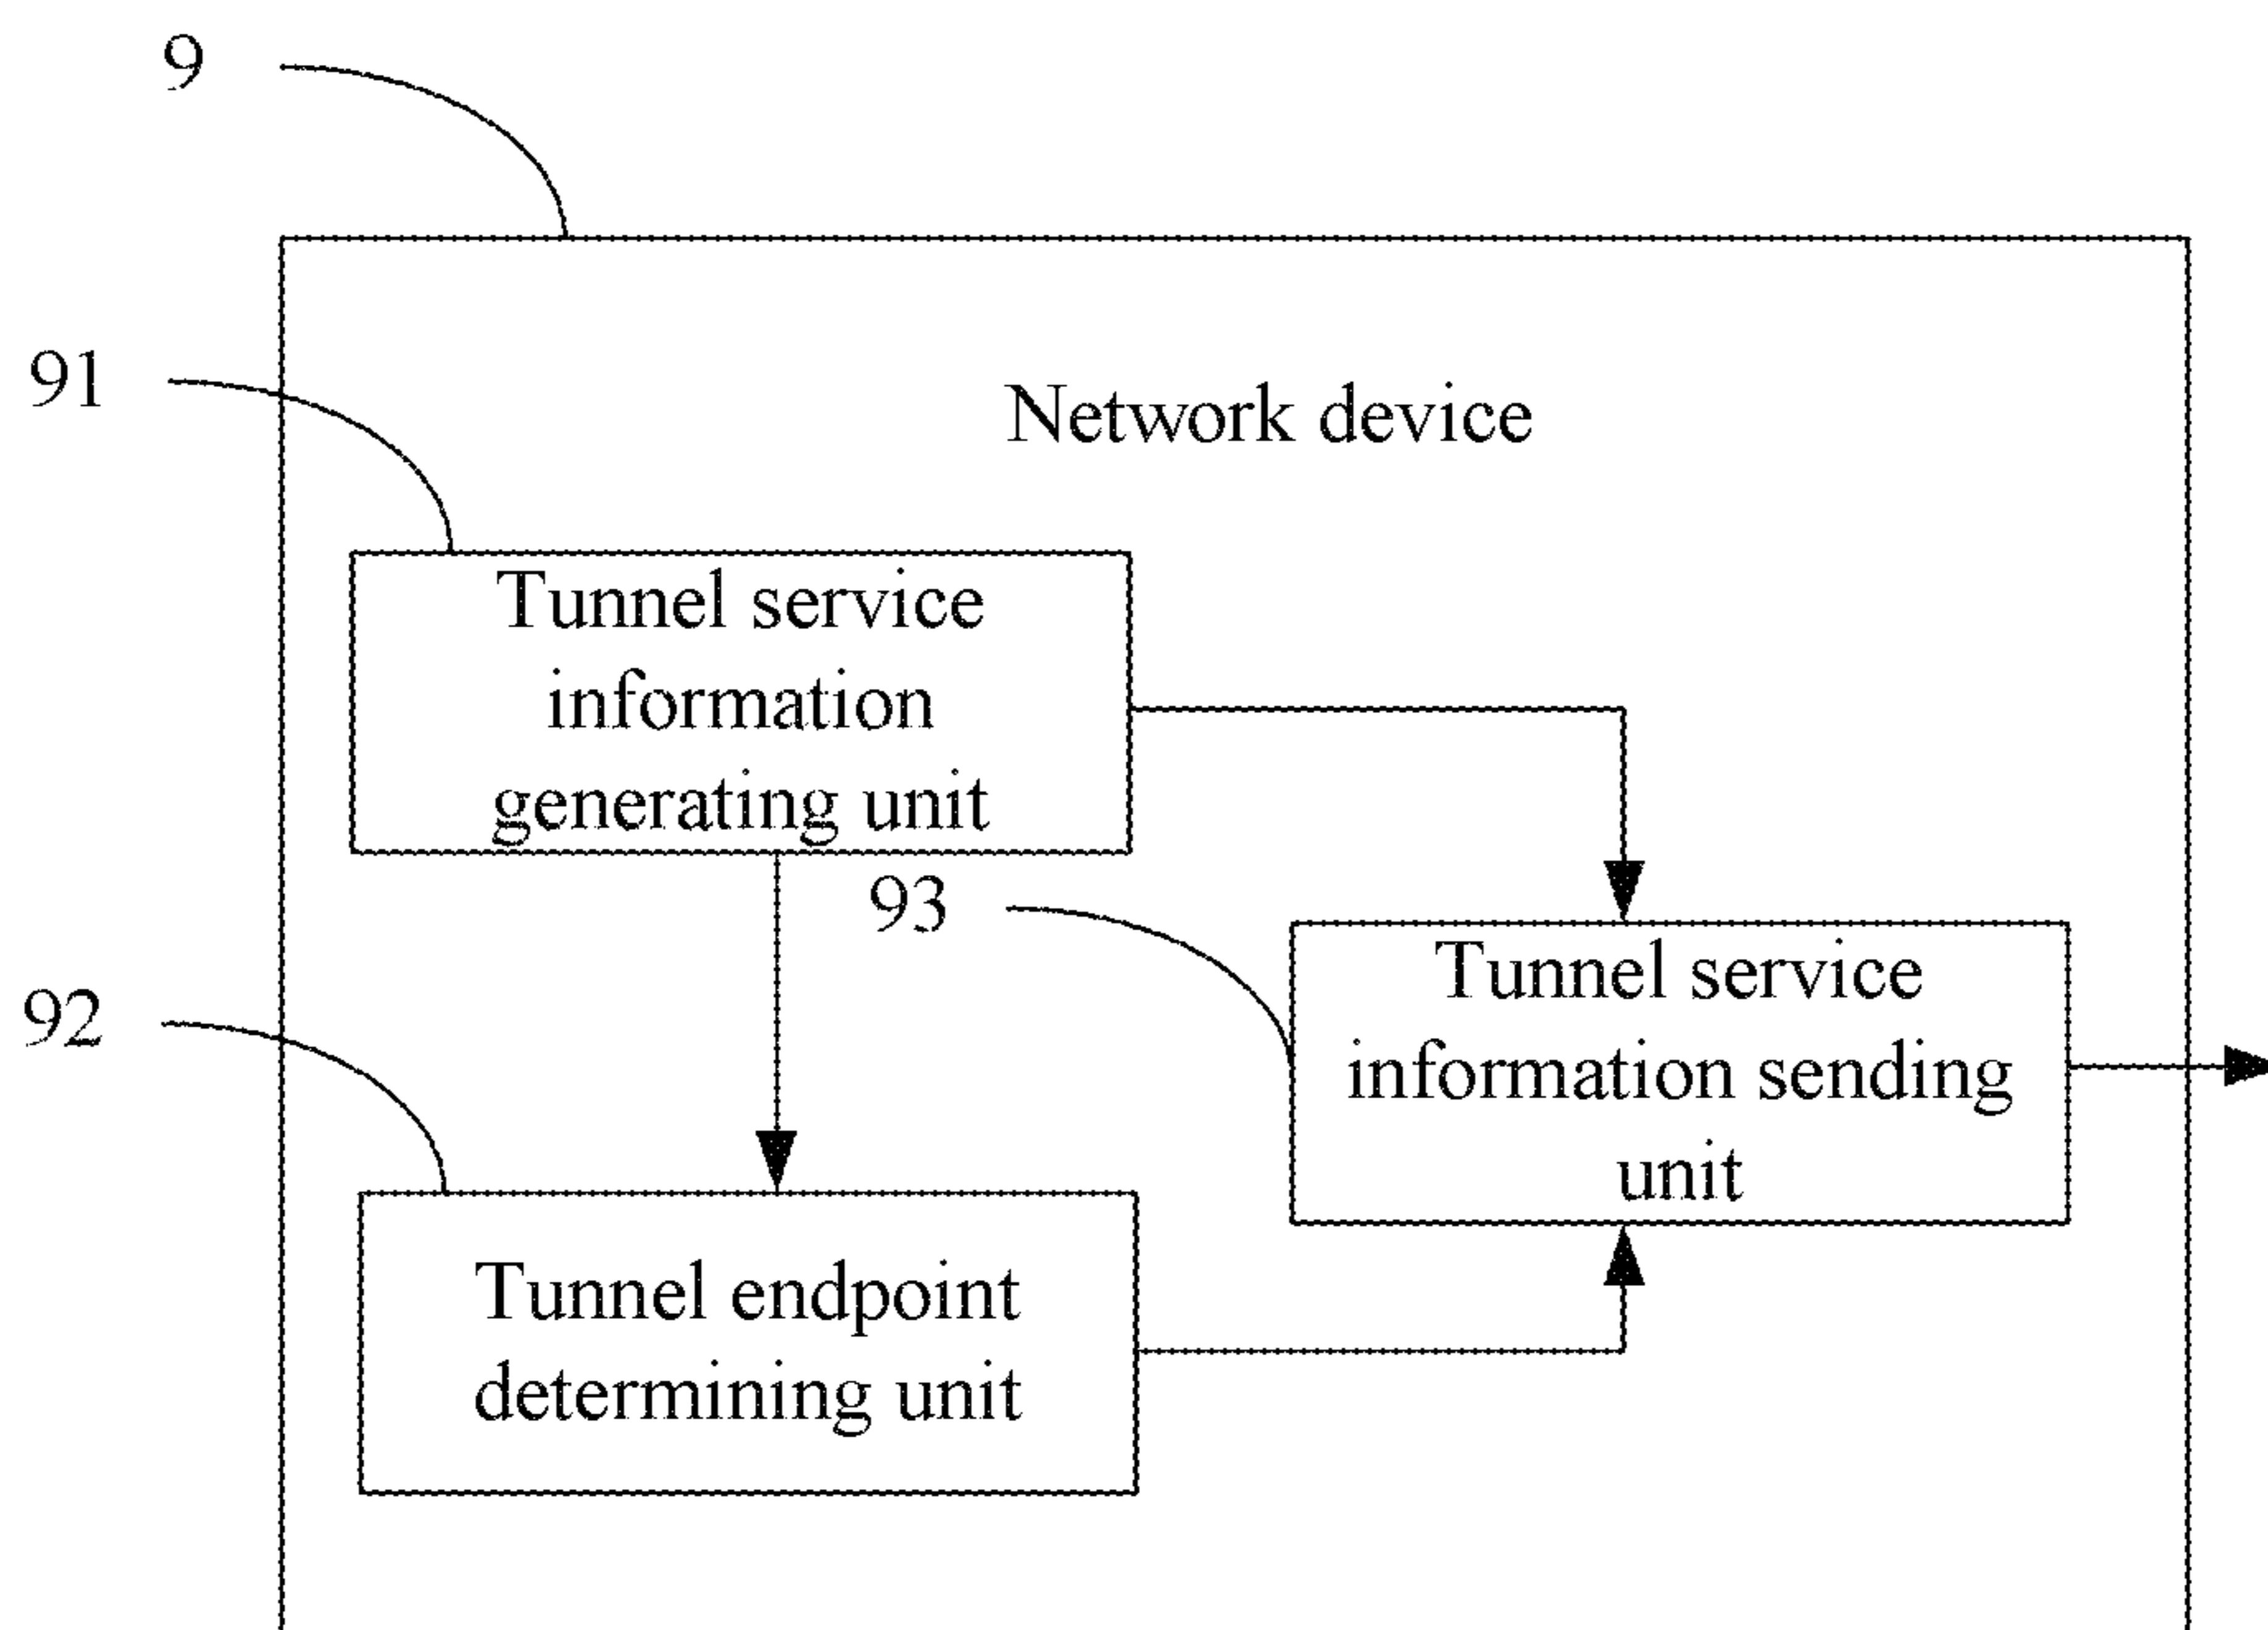 9
91
Network device
Tunnel service
information
generating unit
93
Tunnel service
information sending
unit
92
Tunnel endpoint
determining unit